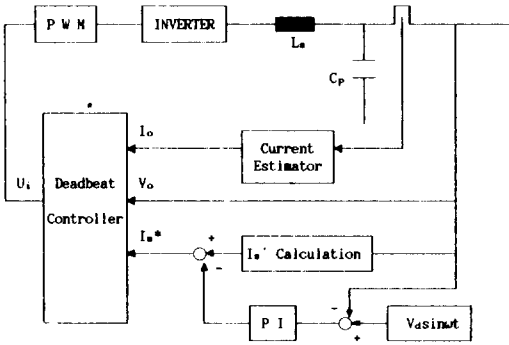 P W M
INVERTER
Ls
Cp
Io
Current
Estimator
Ui
Deadbeat
Controller
Vo
Is*
+
Is' Calculation
-
-
P I
Vdsinωt
+